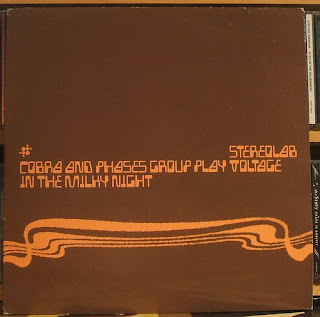 STEREOLAB
COBRA AND PHASES GROUP PLAY VOLTAGE
IN THE MILKY NIGHT